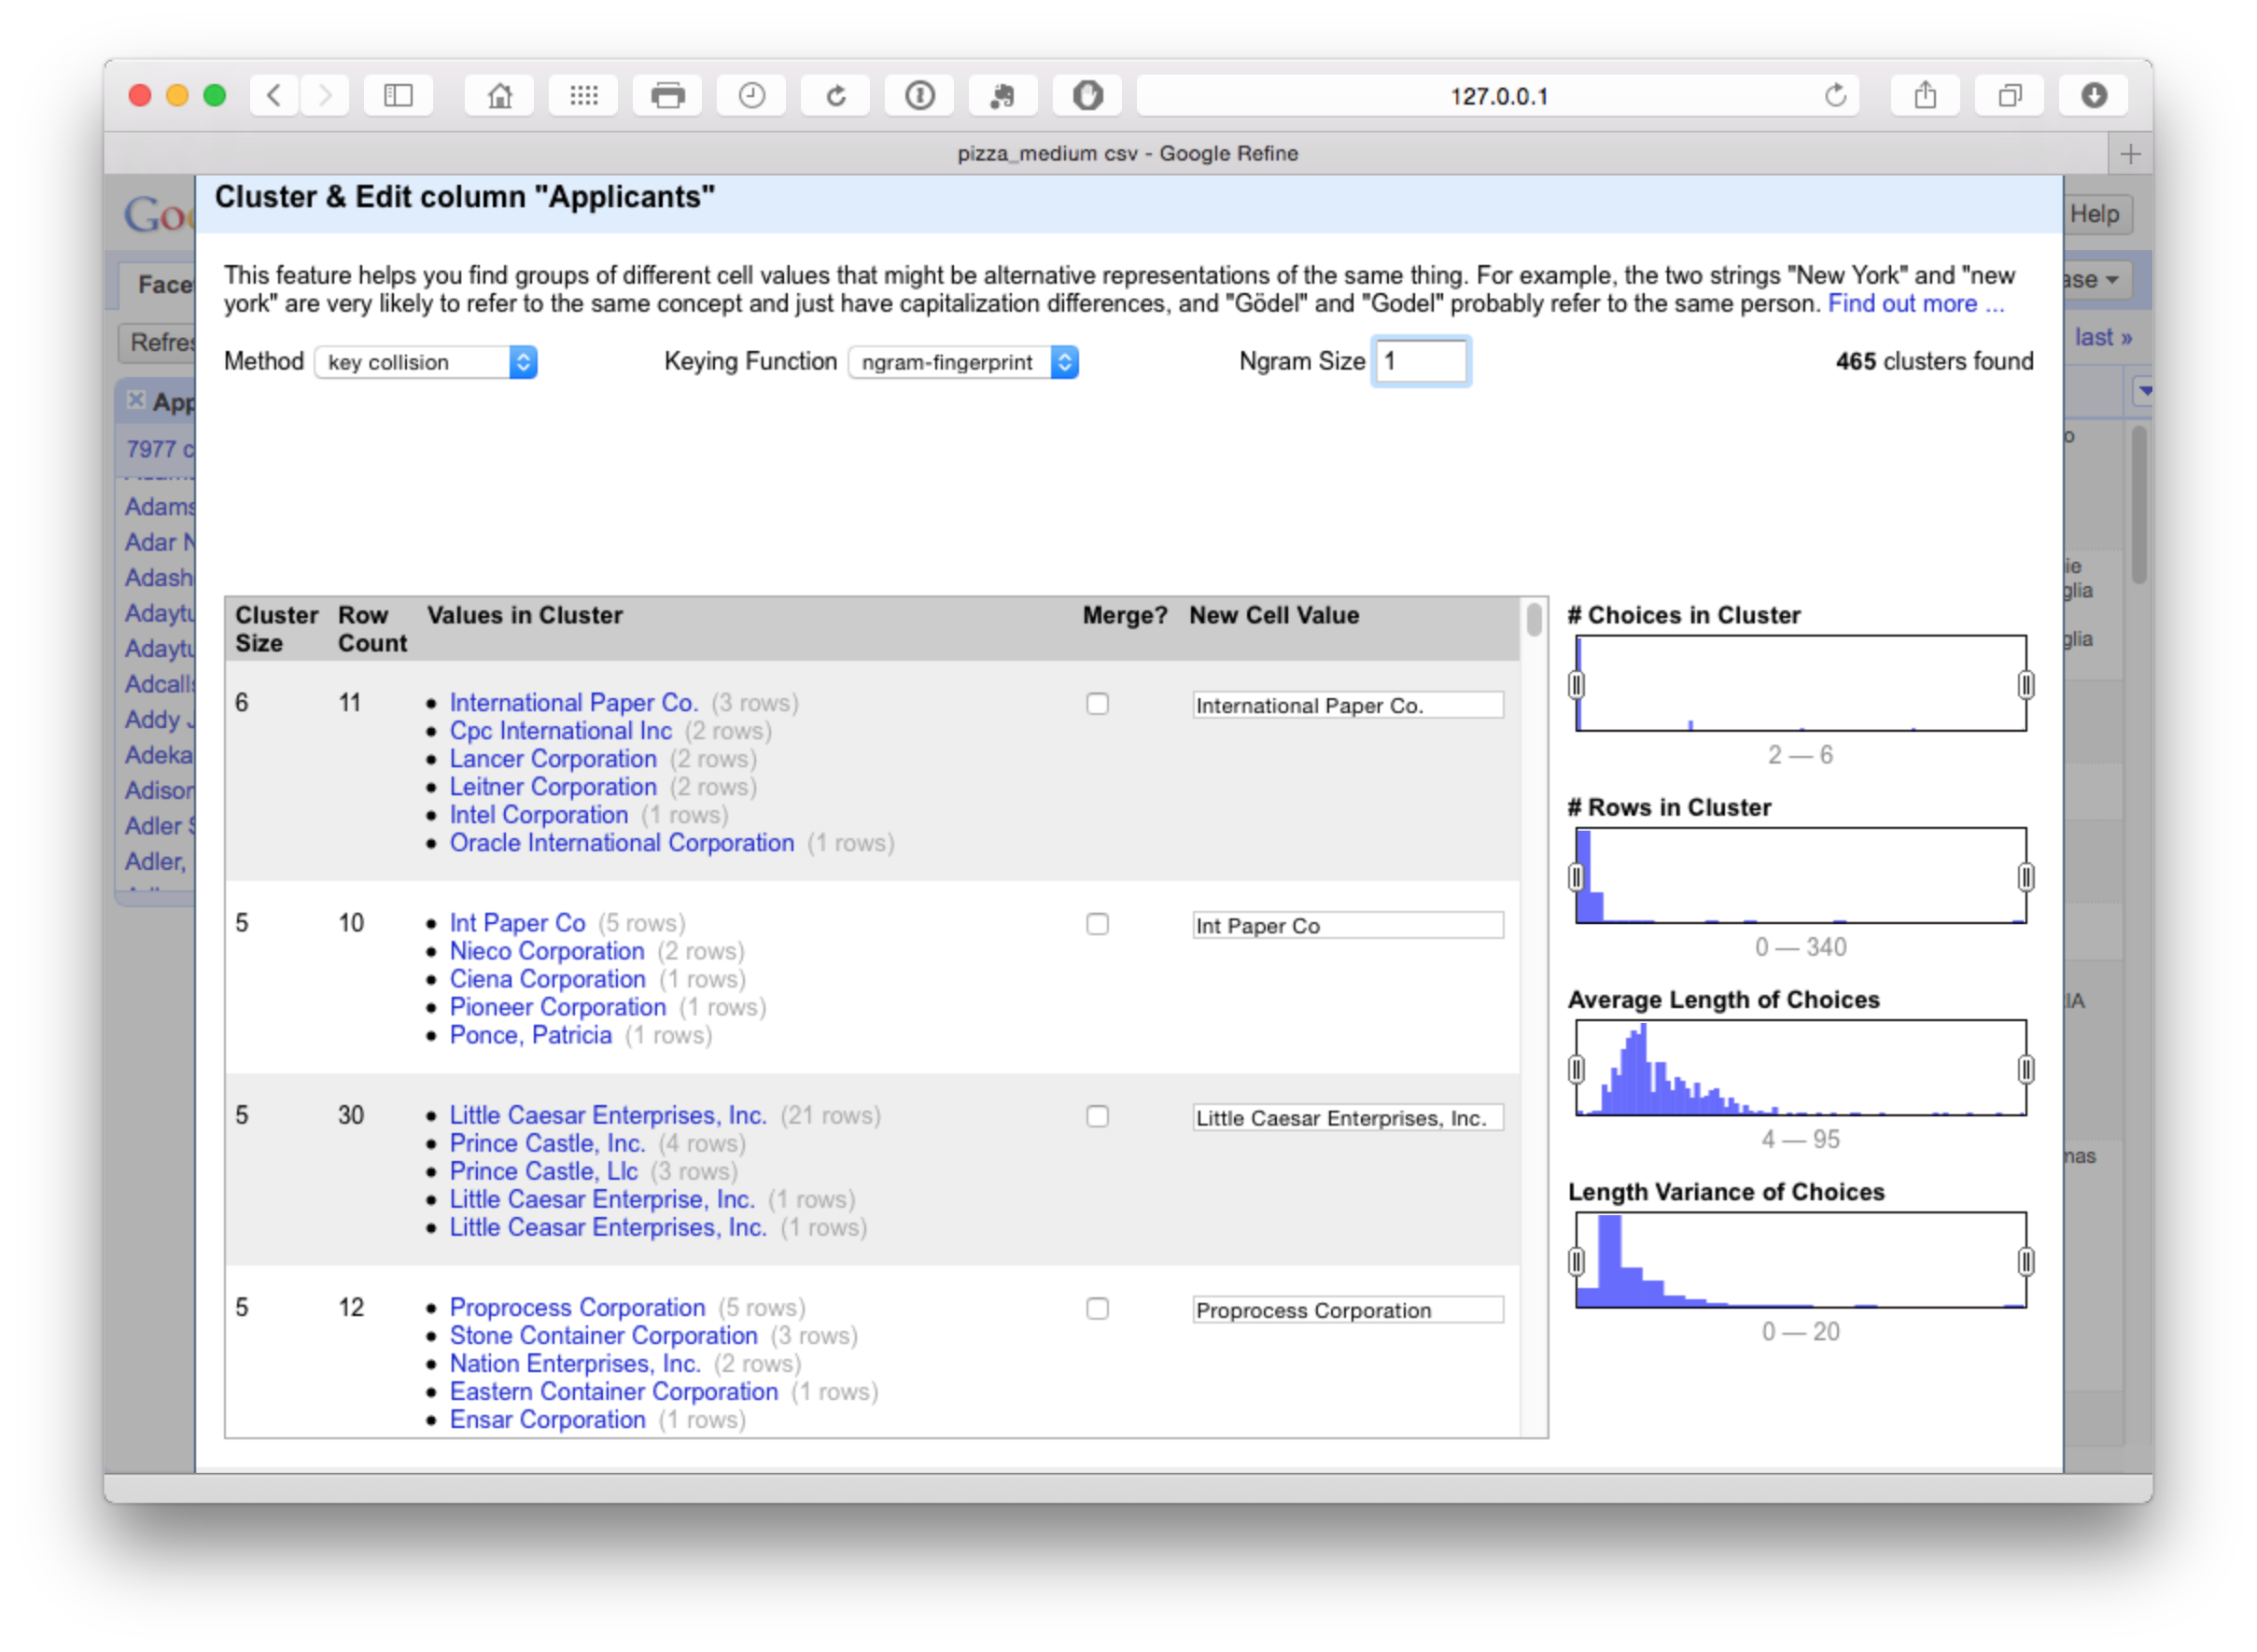 127.0.0.1
pizza_medium csv - Google Refine
Cluster & Edit column "Applicants"
Help
This feature helps you find groups of different cell values that might be alternative representations of the same thing. For example, the two strings "New York" and "new
york" are very likely to refer to the same concept and just have capitalization differences, and "Gödel" and "Godel" probably refer to the same person. Find out more ...
last »
Method key collision Keying Function ngram-fingerprint Ngram Size 1 465 clusters found
7977 c
Adams
Adar N
Adash
Adaytu
Adaytu
Adcalls
Addy J
Adeka
Adison
Adler S
Adler,
Cluster Size Row Count Values in Cluster Merge? New Cell Value
6 11
International Paper Co. (3 rows) International Paper Co.
Cpc International Inc (2 rows)
Lancer Corporation (2 rows)
Leitner Corporation (2 rows)
Intel Corporation (1 rows)
Oracle International Corporation (1 rows)
5 10
Int Paper Co (5 rows) Int Paper Co
Nieco Corporation (2 rows)
Ciena Corporation (1 rows)
Pioneer Corporation (1 rows)
Ponce, Patricia (1 rows)
5 30
Little Caesar Enterprises, Inc. (21 rows) Little Caesar Enterprises, Inc.
Prince Castle, Inc. (4 rows)
Prince Castle, Llc (3 rows)
Little Caesar Enterprise, Inc. (1 rows)
Little Ceasar Enterprises, Inc. (1 rows)
5 12
Proprocess Corporation (5 rows) Proprocess Corporation
Stone Container Corporation (3 rows)
Nation Enterprises, Inc. (2 rows)
Eastern Container Corporation (1 rows)
Ensar Corporation (1 rows)
# Choices in Cluster
2 — 6
# Rows in Cluster
0 — 340
Average Length of Choices
4 — 95
Length Variance of Choices
0 — 20